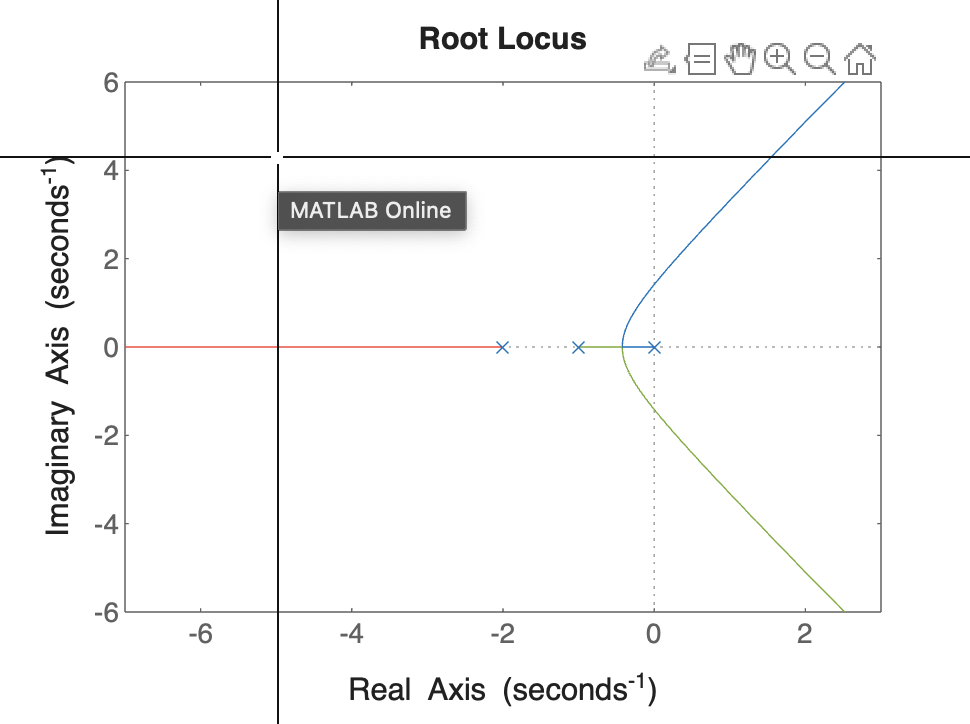 Root Locus
6
4
2
0
-2
-4
-6
Imaginary Axis (seconds⁻¹)
MATLAB Online
-6 -4 -2 0 2
Real Axis (seconds⁻¹)